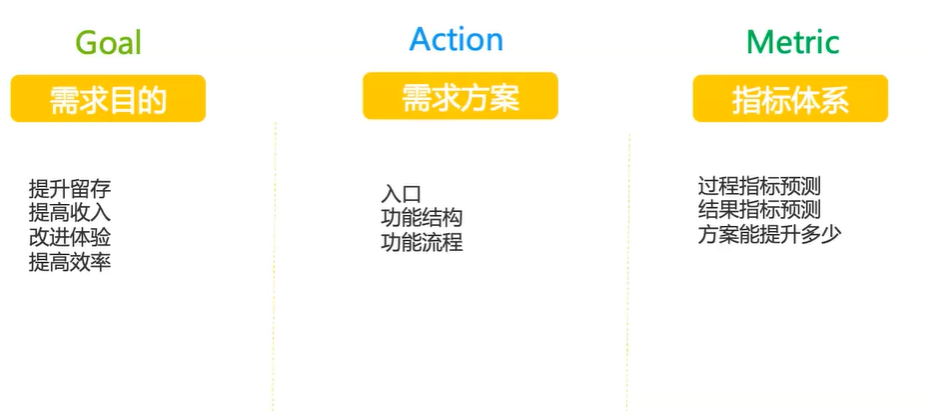 Goal
需求目的
提升留存
提高收入
改进体验
提高效率
Action
需求方案
入口
功能结构
功能流程
Metric
指标体系
过程指标预测
结果指标预测
方案能提升多少